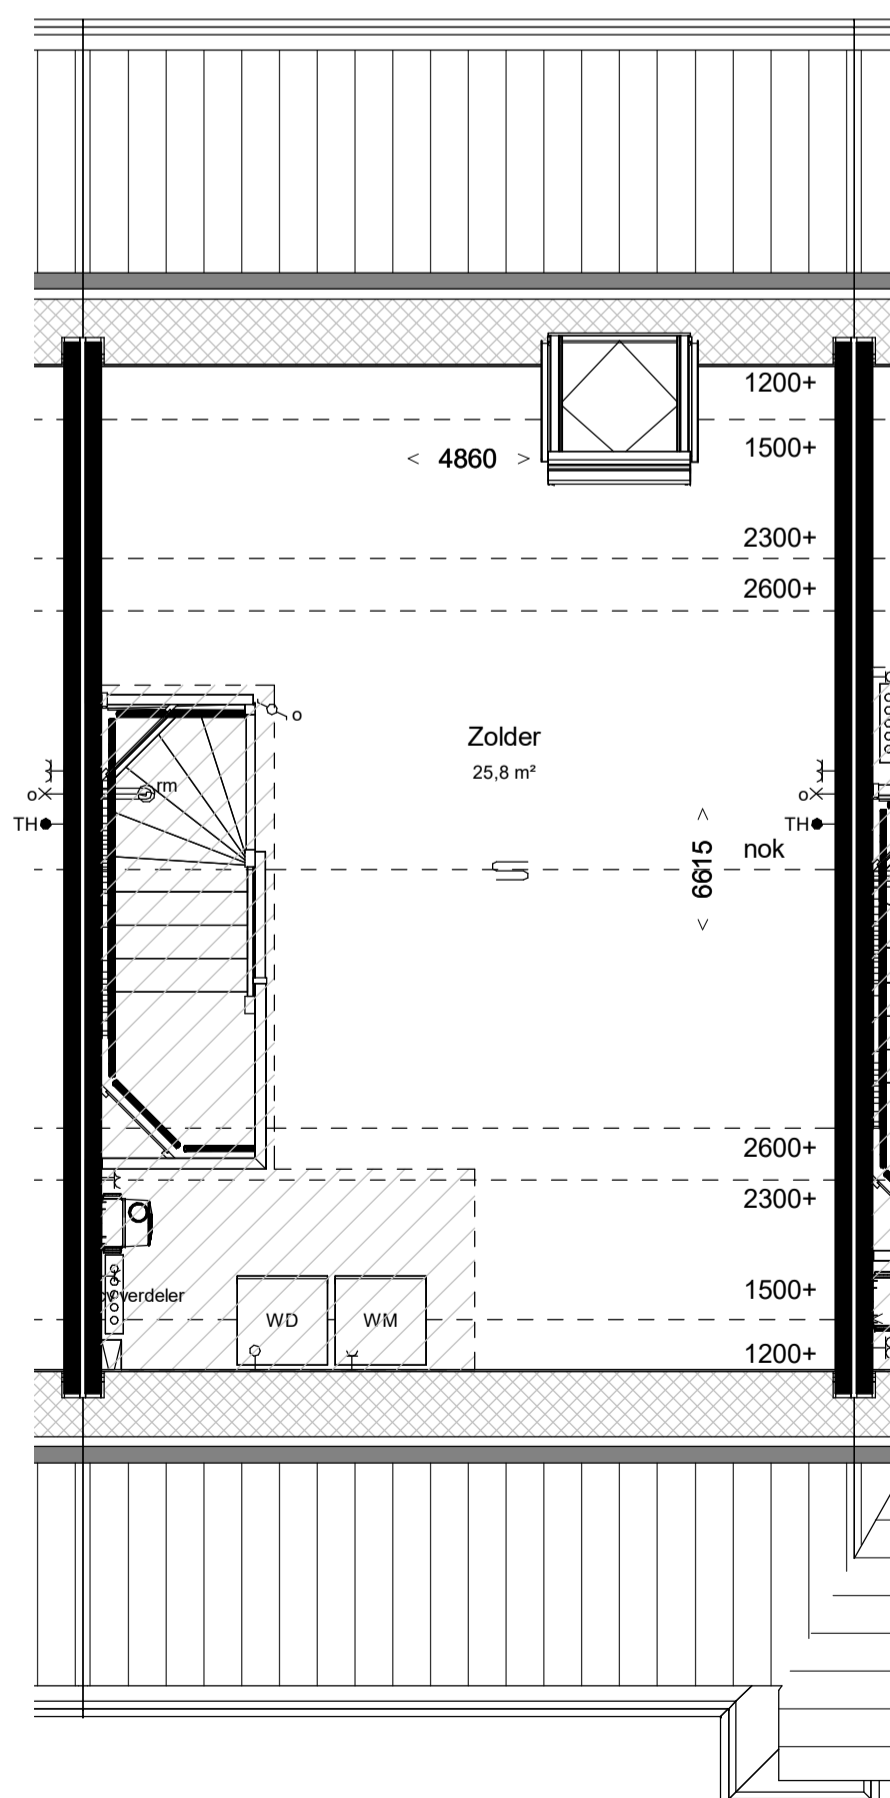 1200+
< 4860 >
1500+
2300+
2600+
o
Zolder
25,8 m²
rm
o
TH
o
TH
< 6615 >
nok
2600+
2300+
1500+
cv verdeler
WD
WM
1200+